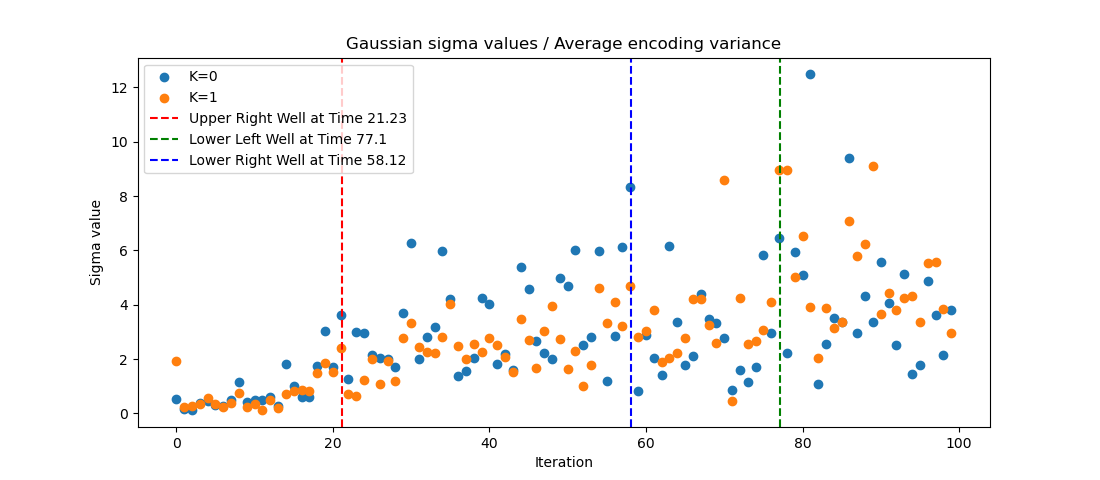 Gaussian sigma values / Average encoding variance
K=0
K=1
Upper Right Well at Time 21.23
Lower Left Well at Time 77.1
Lower Right Well at Time 58.12
Sigma value
12
10
8
6
4
2
0
0 20 40 60 80 100
Iteration